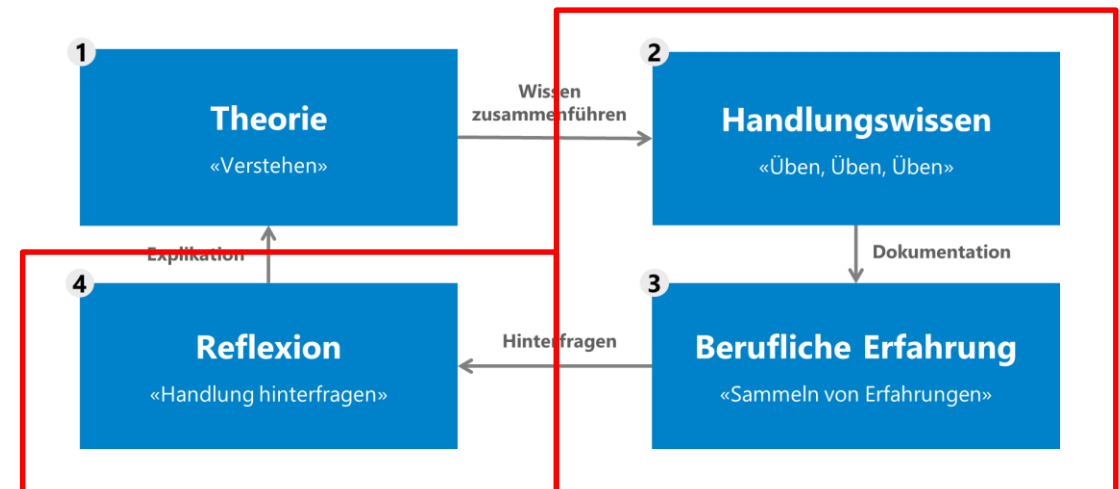 1
Theorie
«Verstehen»
Wissen
zusammenführen
2
Handlungswissen
«Üben, Üben, Üben»
Explikation
Dokumentation
4
Reflexion
«Handlung hinterfragen»
Hinterfragen
3
Berufliche Erfahrung
«Sammeln von Erfahrungen»